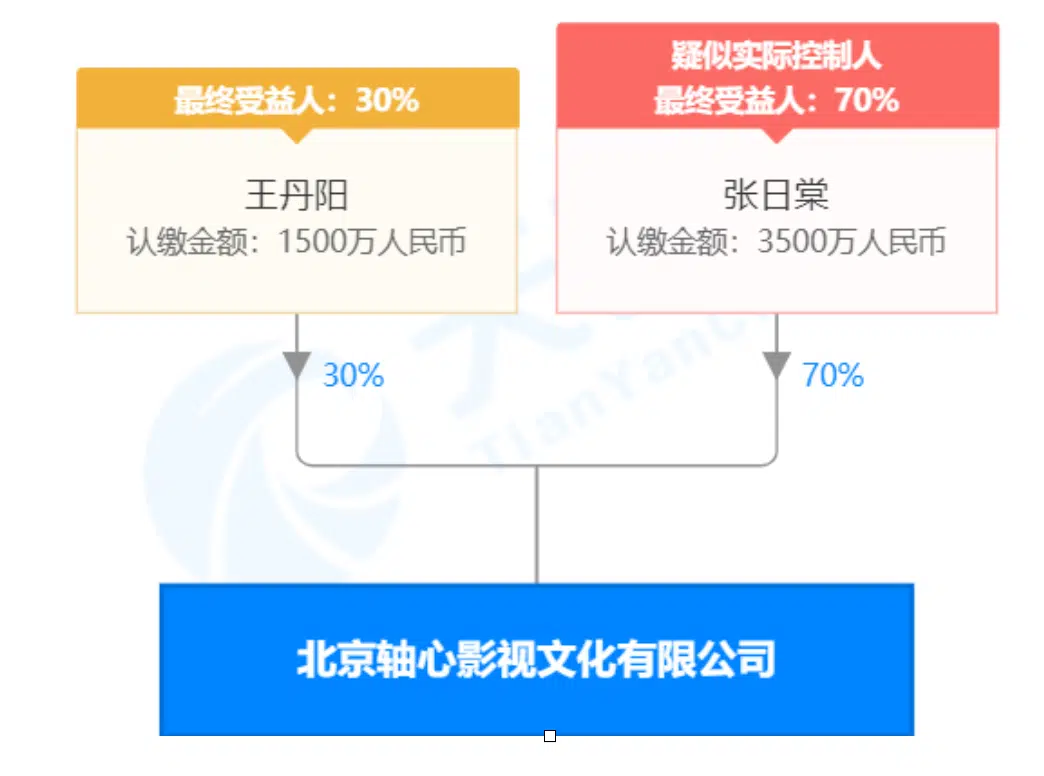 最终受益人：30%
王丹阳
认缴金额：1500万人民币
疑似实际控制人
最终受益人：70%
张日棠
认缴金额：3500万人民币
30%
70%
北京轴心影视文化有限公司